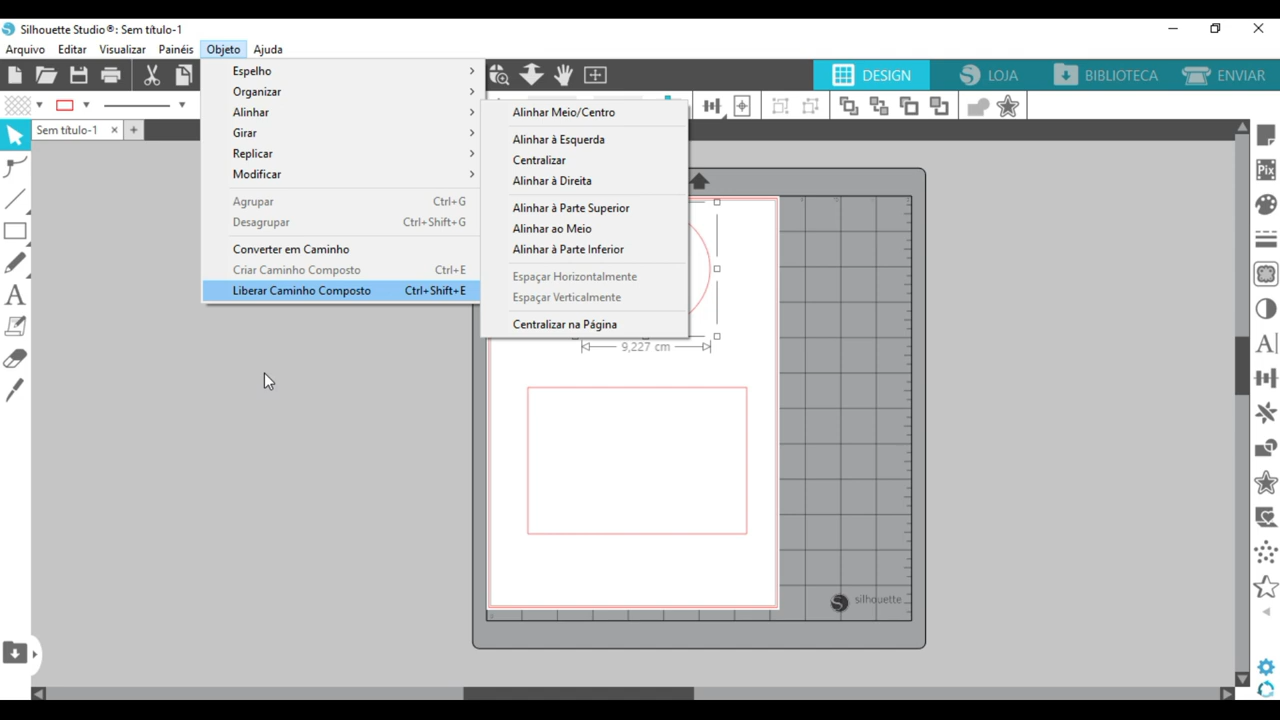 Silhouette Studio®: Sem título-1
Arquivo Editar Visualizar Painéis Objeto Ajuda
DESIGN LOJA BIBLIOTECA ENVIAR
Sem título-1
Espelho
Organizar
Alinhar
Girar
Replicar
Modificar
Agrupar Ctrl+G
Desagrupar Ctrl+Shift+G
Converter em Caminho
Criar Caminho Composto Ctrl+E
Liberar Caminho Composto Ctrl+Shift+E
Alinhar Meio/Centro
Alinhar à Esquerda
Centralizar
Alinhar à Direita
Alinhar à Parte Superior
Alinhar ao Meio
Alinhar à Parte Inferior
Espaçar Horizontalmente
Espaçar Verticalmente
Centralizar na Página
9,227 cm
silhouette
Pix